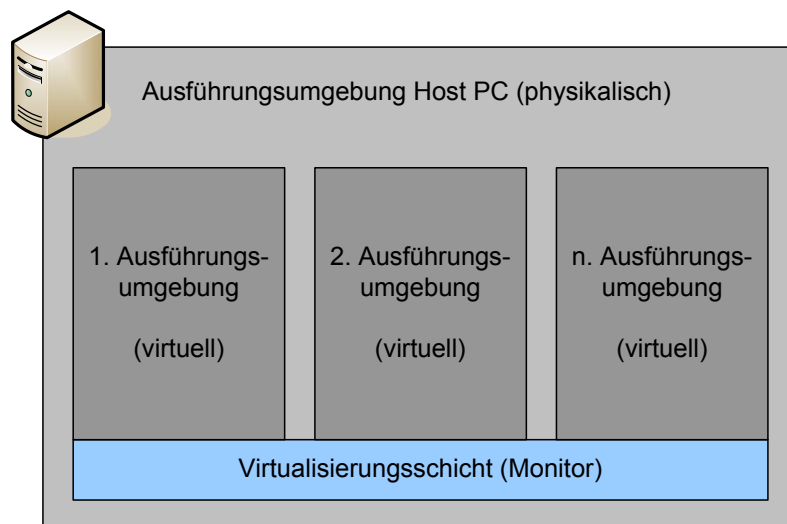 Ausführungsumgebung Host PC (physikalisch)
1. Ausführungs-
umgebung
(virtuell)
2. Ausführungs-
umgebung
(virtuell)
n. Ausführungs-
umgebung
(virtuell)
Virtualisierungsschicht (Monitor)